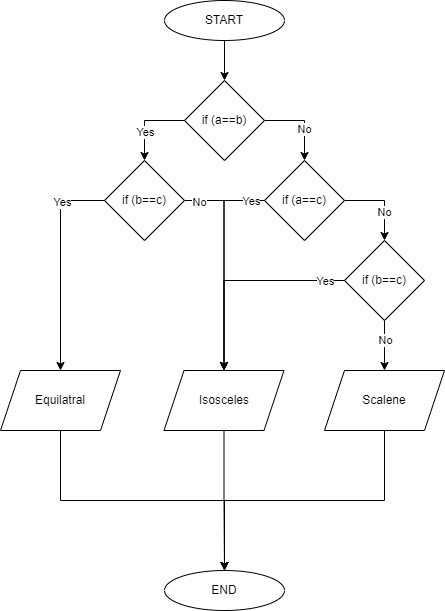 START
if (a==b)
Yes
No
if (b==c)
if (a==c)
Yes
No
Yes
No
if (b==c)
Yes
No
Equilatral
Isosceles
Scalene
END